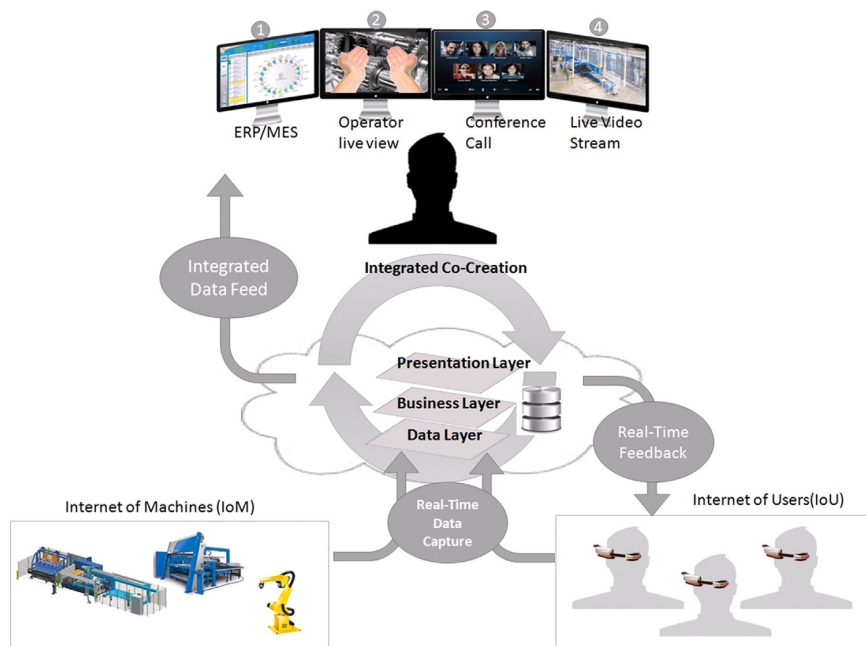 1
2
3
4
ERP/MES
Operator
live view
Conference
Call
Live Video
Stream
Integrated
Data Feed
Integrated Co-Creation
Presentation Layer
Business Layer
Data Layer
Real-Time
Feedback
Internet of Machines (IoM)
Real-Time
Data
Capture
Internet of Users(IoU)